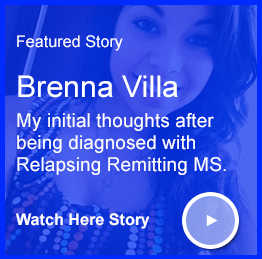 Featured Story
Brenna Villa
My initial thoughts after
being diagnosed with
Relapsing Remitting MS.
Watch Here Story